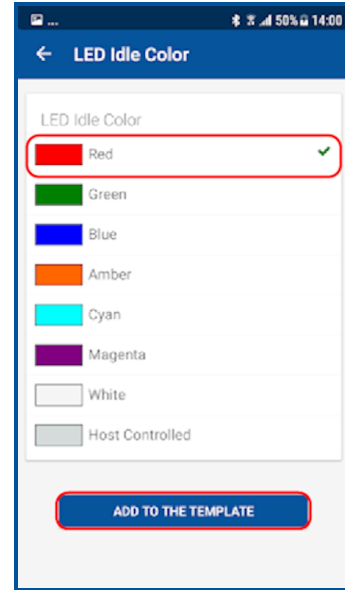 ... 50% 14:00
LED Idle Color
LED Idle Color
Red
Green
Blue
Amber
Cyan
Magenta
White
Host Controlled
ADD TO THE TEMPLATE